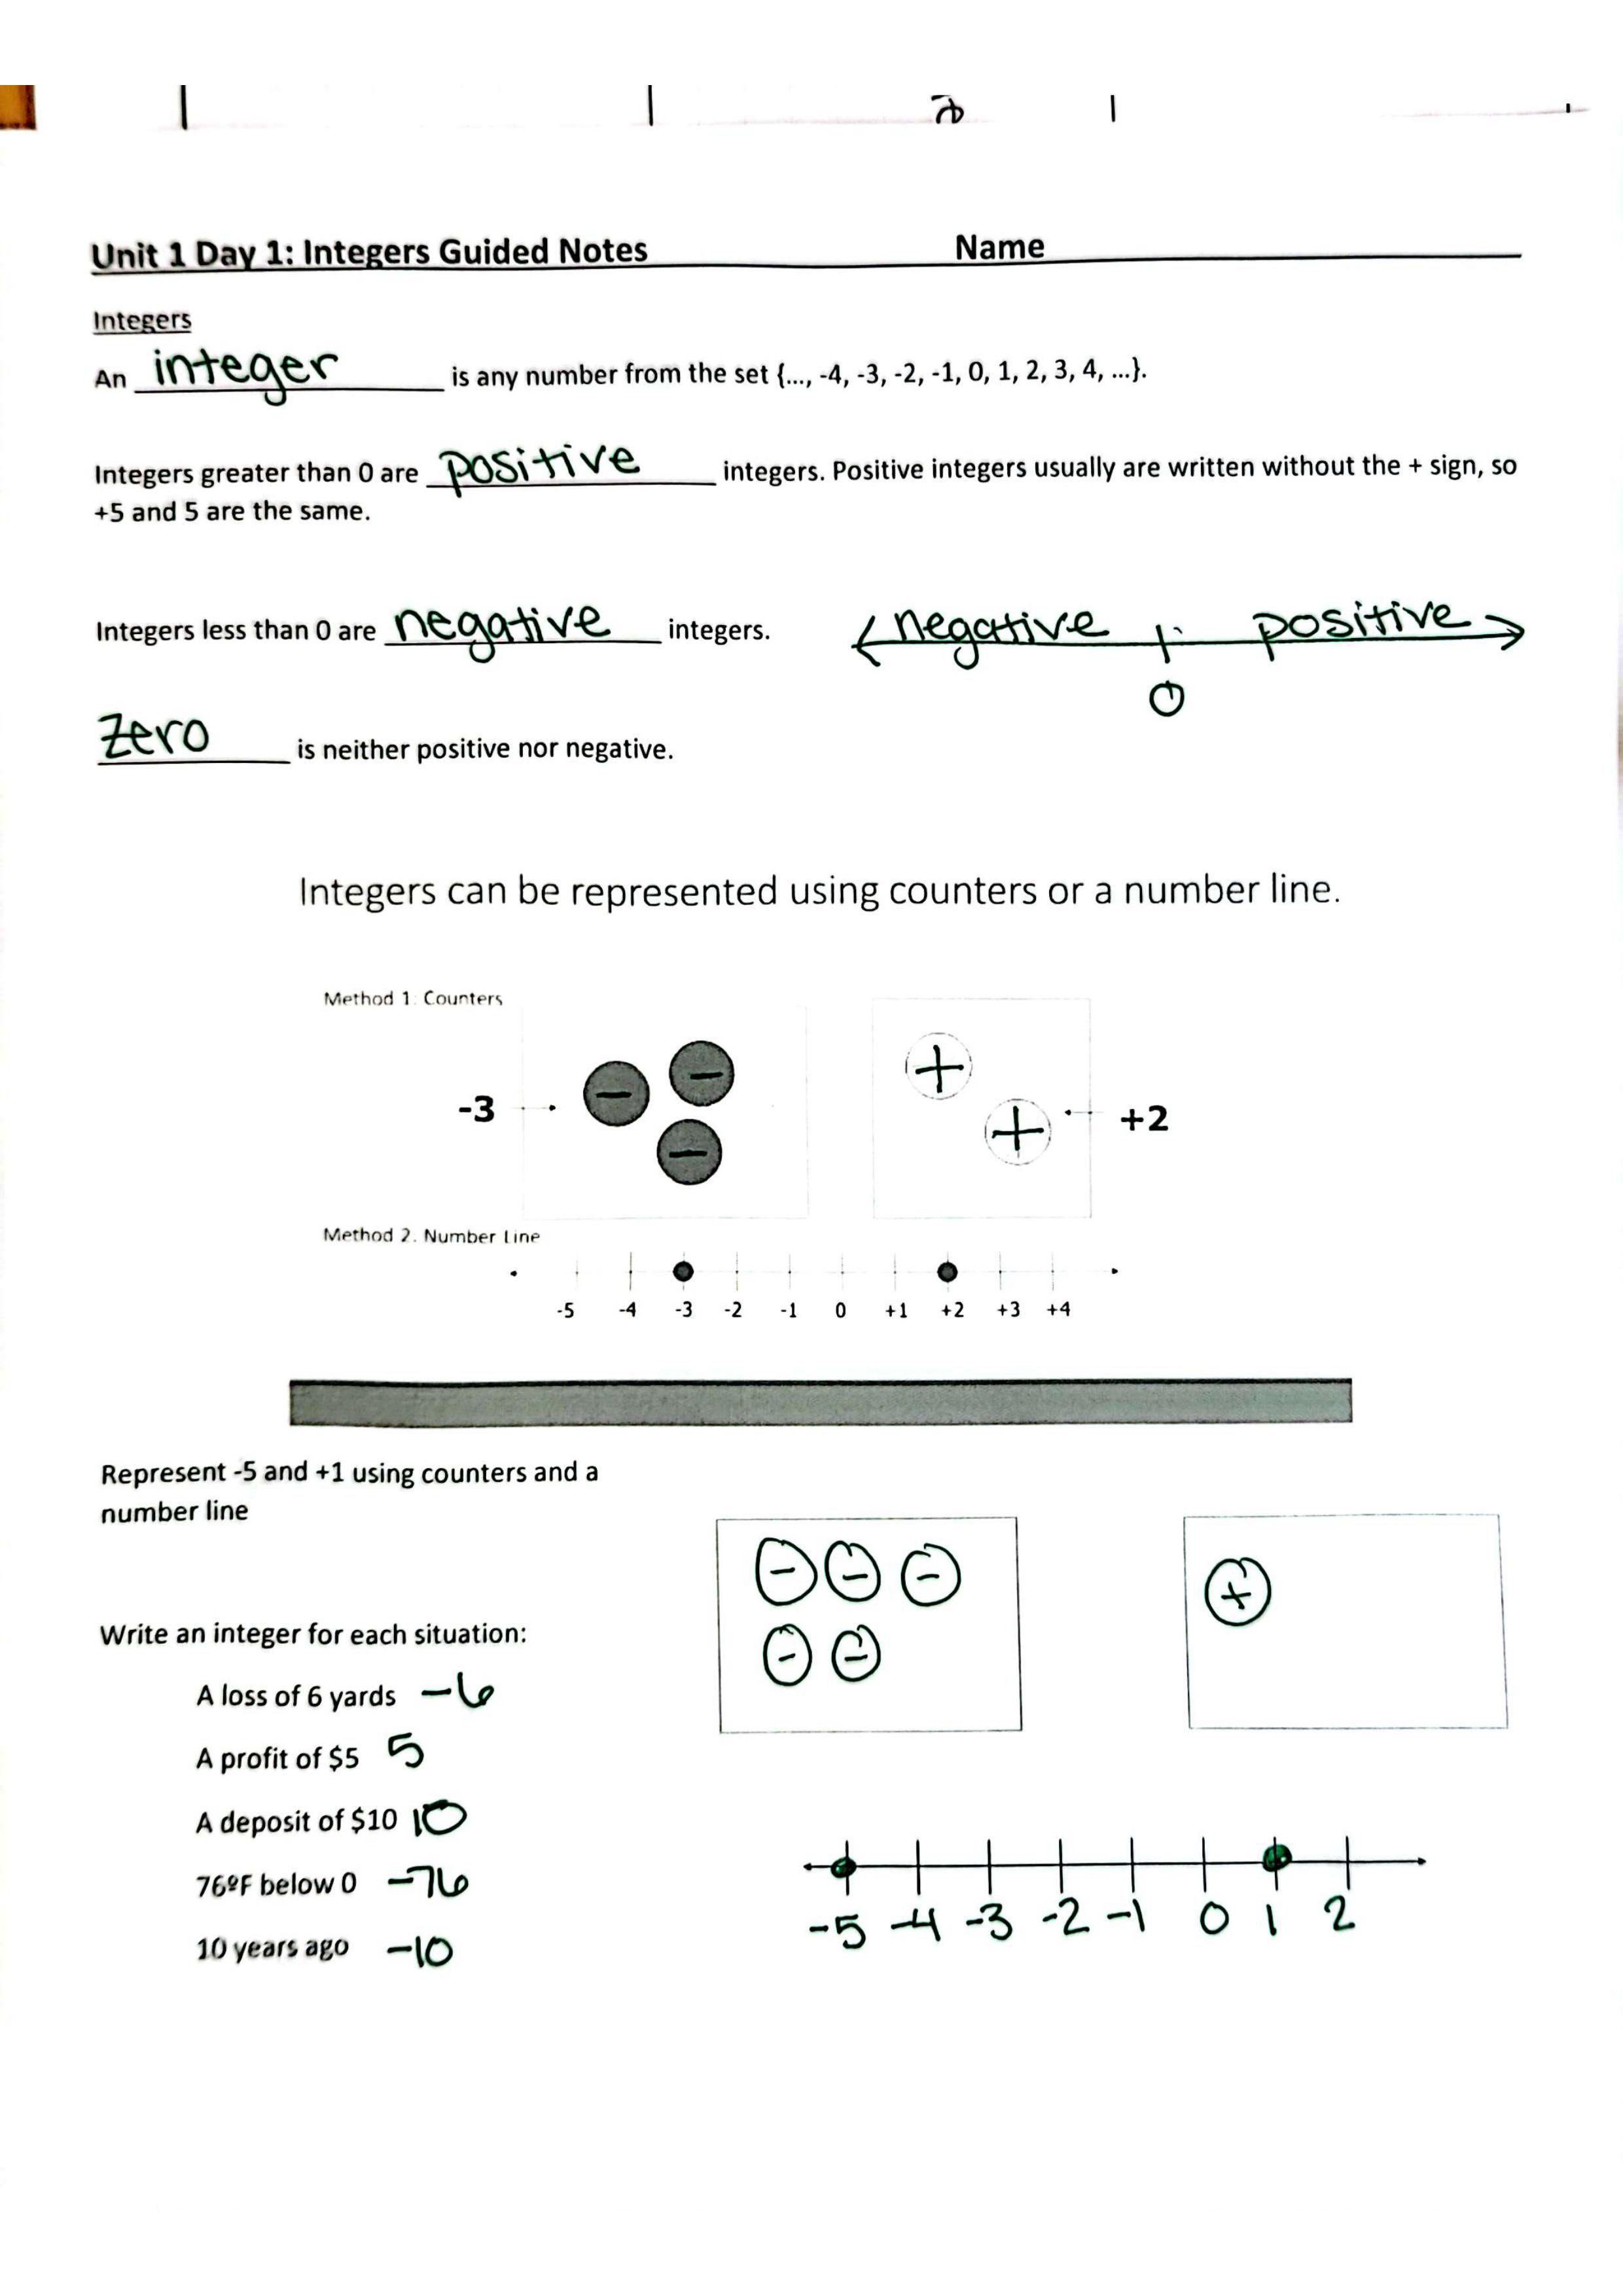 Unit 1 Day 1: Integers Guided Notes Name
Integers
An integer is any number from the set {..., -4, -3, -2, -1, 0, 1, 2, 3, 4, ...}.
Integers greater than 0 are positive integers. Positive integers usually are written without the + sign, so
+5 and 5 are the same.
Integers less than 0 are negative integers.
negative positive
0
Zero is neither positive nor negative.
Integers can be represented using counters or a number line.
Method 1: Counters
- - -
+ +
-3
+2
Method 2. Number Line
-5 -4 -3 -2 -1 0 +1 +2 +3 +4
Represent -5 and +1 using counters and a
number line
- - -
- -
+
Write an integer for each situation:
A loss of 6 yards -6
A profit of $5 5
A deposit of $10 10
76ºF below 0 -76
10 years ago -10
-5 -4 -3 -2 -1 0 1 2